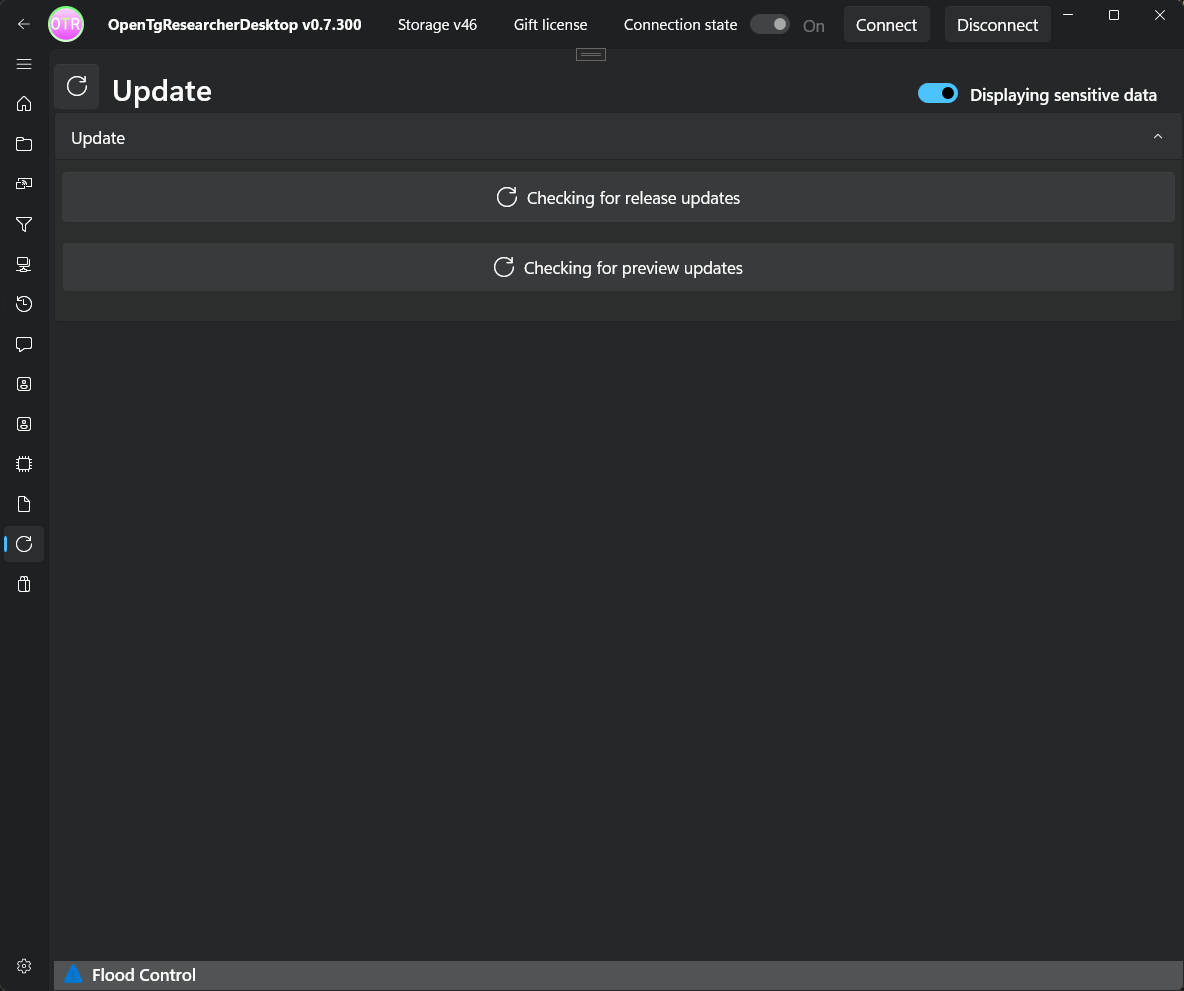 OTR OpenTgResearcherDesktop v0.7.300 Storage v46 Gift license Connection state On Connect Disconnect
Update
Displaying sensitive data
Update
Checking for release updates
Checking for preview updates
Flood Control